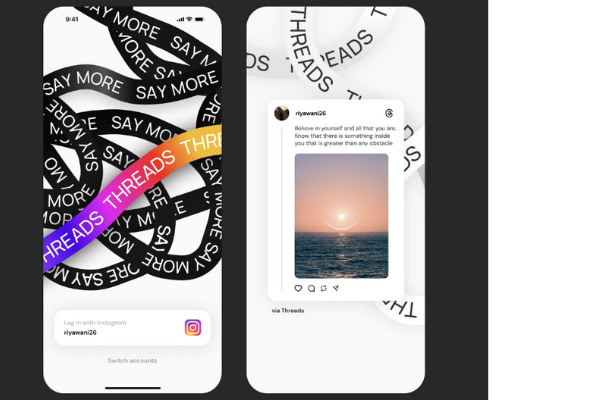 9:41
SAY MORE
SAY MORE
MORE
SAY MORE
SAY MORE
SAY
THREADS THREADS THRE
MORE
SAY
MORE
SAY MORE
Log in with Instagram
riyawani26
Switch accounts
THREADS
THREADS
riyawani26
Believe in yourself and all that you are.
Know that there is something inside
you that is greater than any obstacle
via Threads